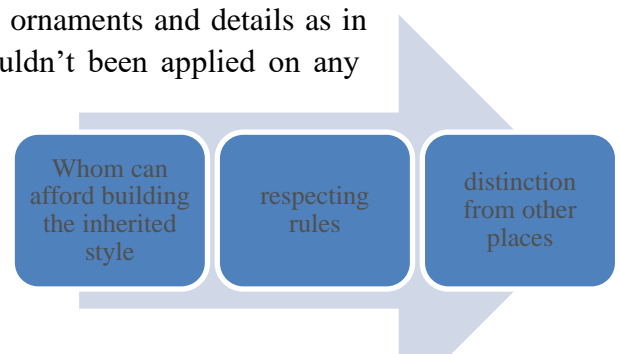 ornaments and details as in
uldn’t been applied on any
Whom can
afford building
the inherited
style
respecting
rules
distinction
from other
places